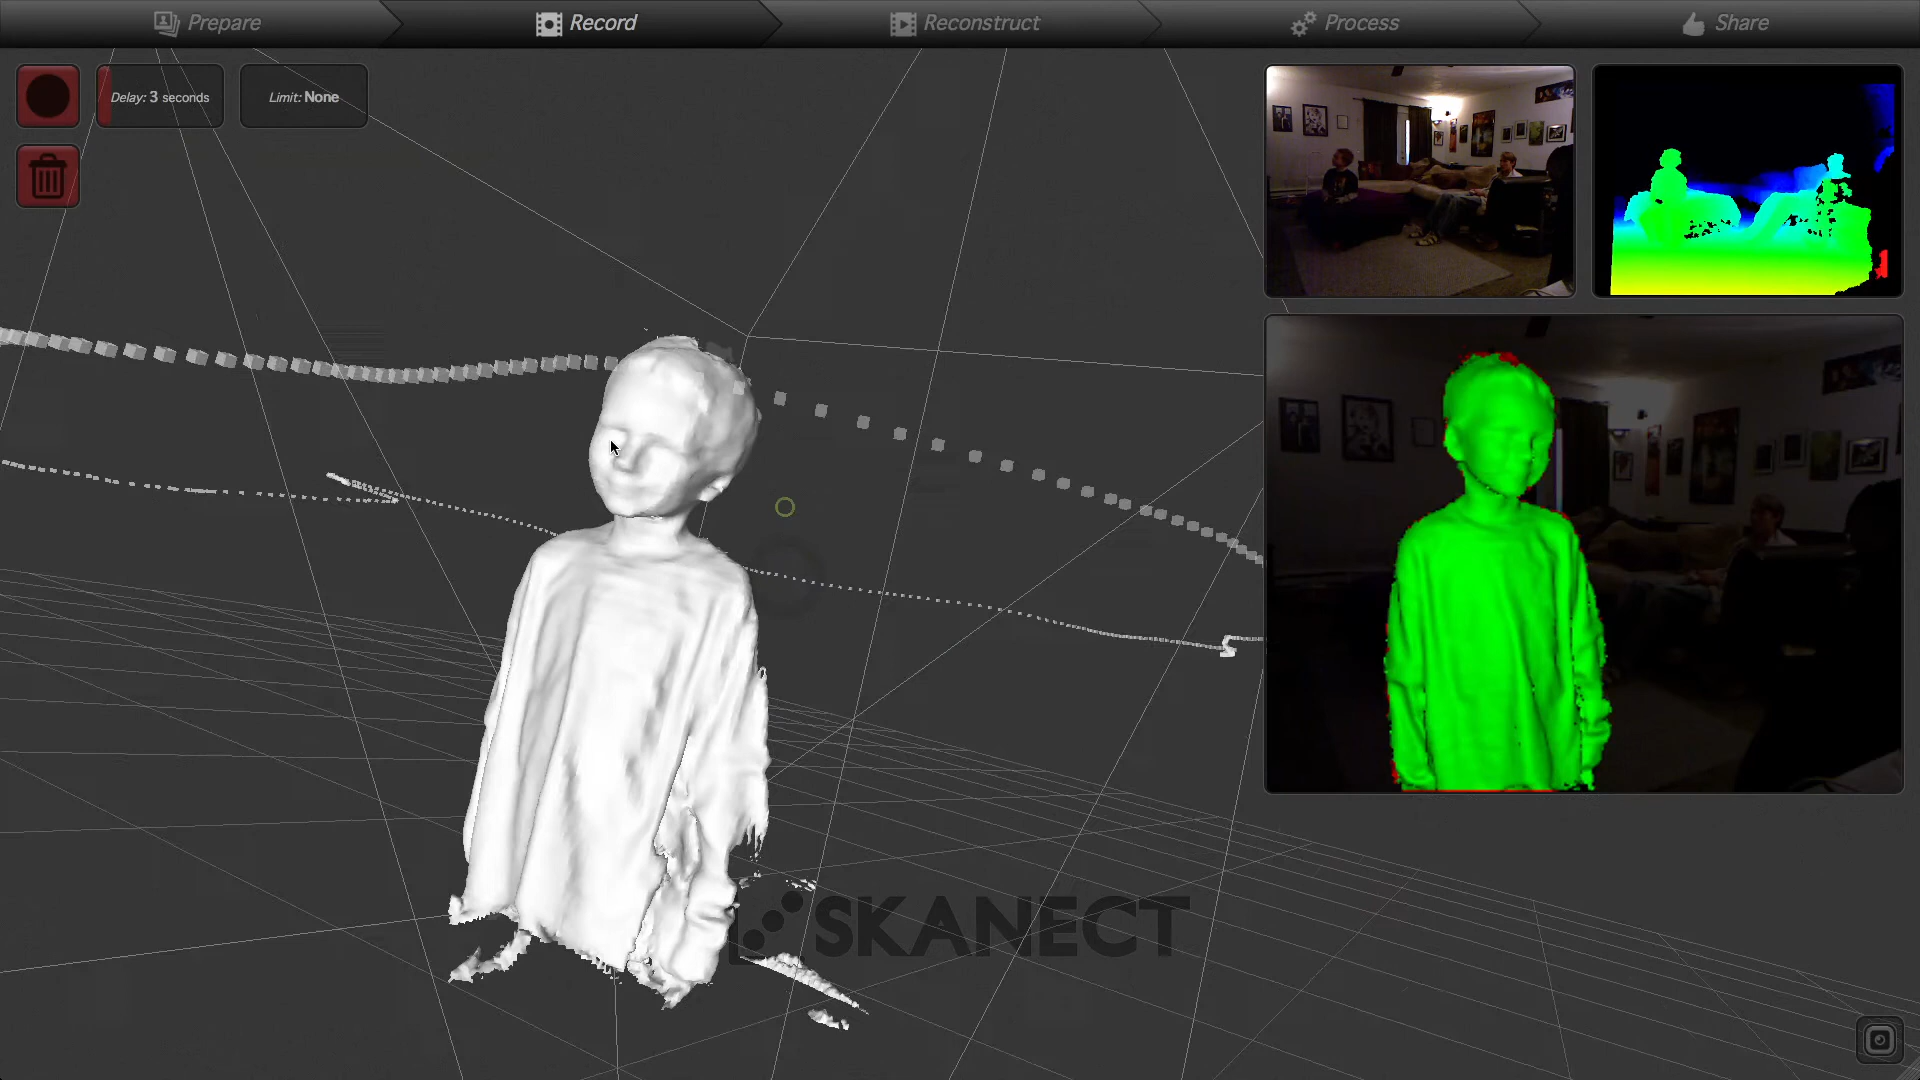 Prepare
Record
Reconstruct
Process
Share
Delay: 3 seconds
Limit: None
SKANECT